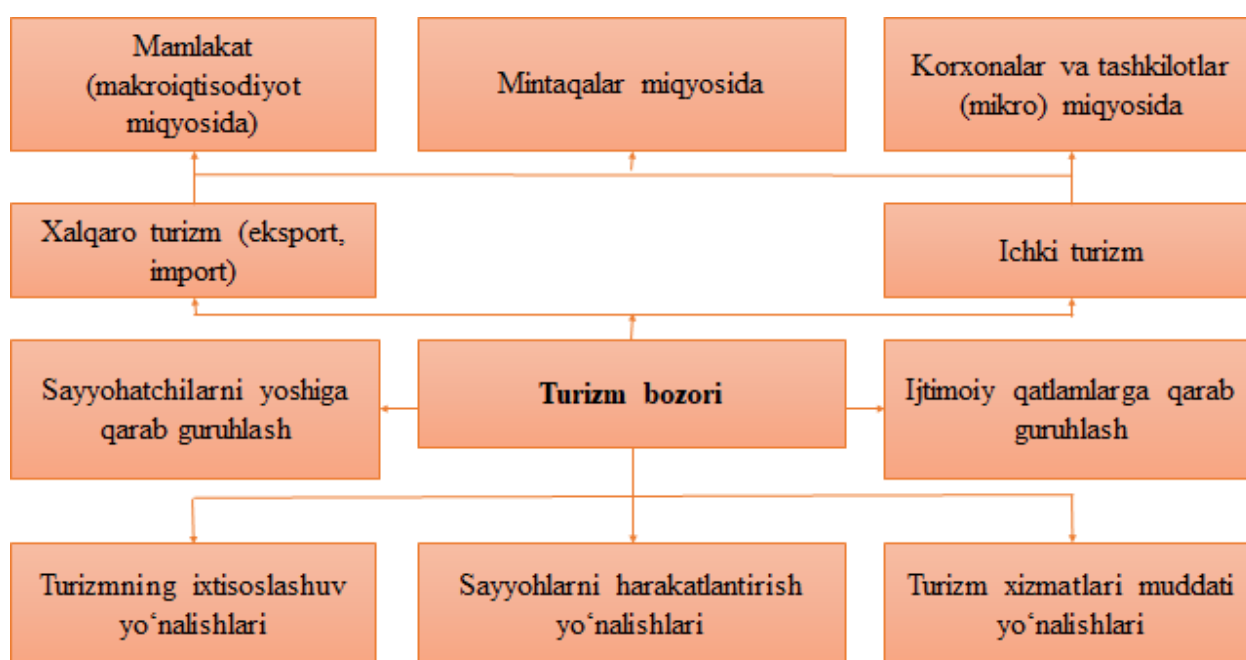 Mamlakat
(makroiqtisodiyot
miqyosida)
Mintaqalar miqyosida
Korxonalar va tashkilotlar
(mikro) miqyosida
Xalqaro turizm (eksport,
import)
Ichki turizm
Sayyohatchilarni yoshiga
qarab guruhlash
Turizm bozori
Ijtimoiy qatlamlarga qarab
guruhlash
Turizmning ixtisoslashuv
yo‘nalishlari
Sayyohlarni harakatlantirish
yo‘nalishlari
Turizm xizmatlari muddati
yo‘nalishlari